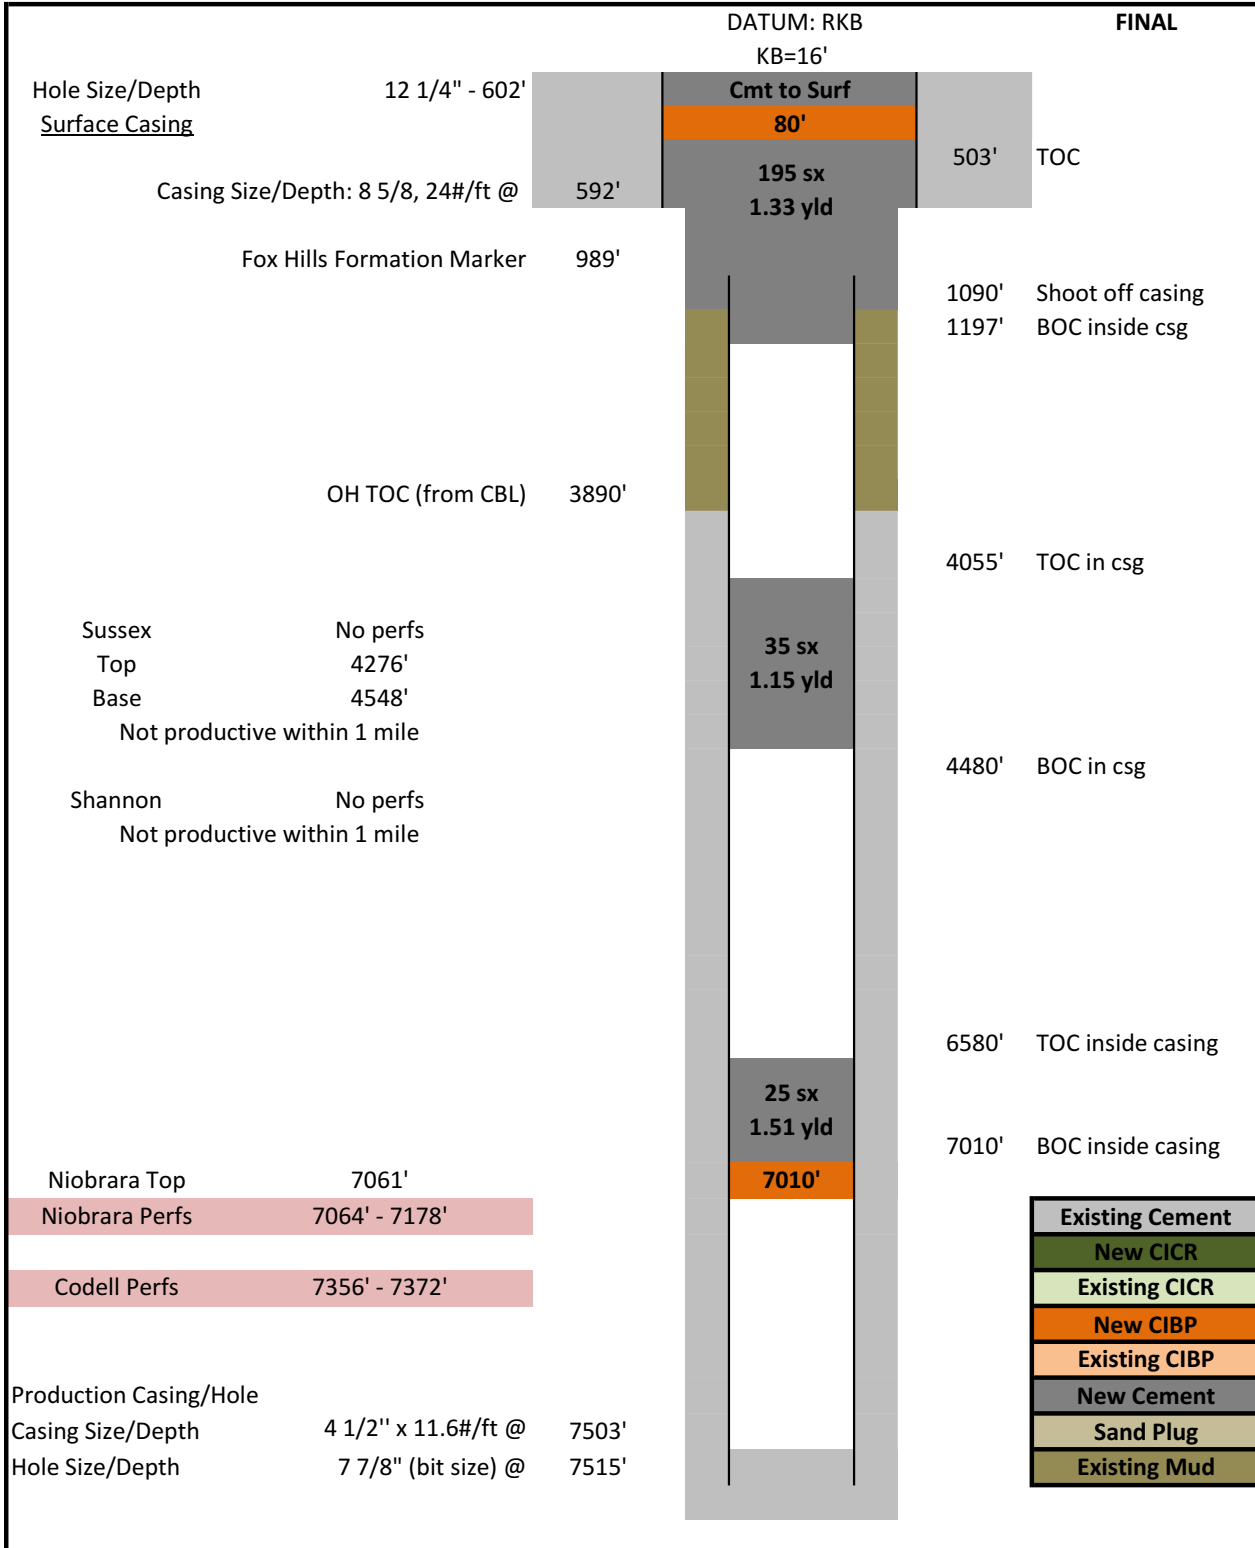 DATUM: RKB FINAL
KB=16'
Hole Size/Depth 12 1/4" - 602' Cmt to Surf
Surface Casing 80'
503' TOC
195 sx
Casing Size/Depth: 8 5/8, 24#/ft @ 592'
1.33 yld
Fox Hills Formation Marker 989'
1090' Shoot off casing
1197' BOC inside csg
OH TOC (from CBL) 3890'
4055' TOC in csg
Sussex No perfs
35 sx
Top 4276'
1.15 yld
Base 4548'
Not productive within 1 mile
4480' BOC in csg
Shannon No perfs
Not productive within 1 mile
6580' TOC inside casing
25 sx
1.51 yld
7010' BOC inside casing
Niobrara Top 7061' 7010'
Niobrara Perfs 7064' - 7178' Existing Cement
New CICR
Codell Perfs 7356' - 7372' Existing CICR
New CIBP
Existing CIBP
Production Casing/Hole New Cement
Casing Size/Depth 4 1/2'' x 11.6#/ft @ 7503' Sand Plug
Hole Size/Depth 7 7/8" (bit size) @ 7515' Existing Mud